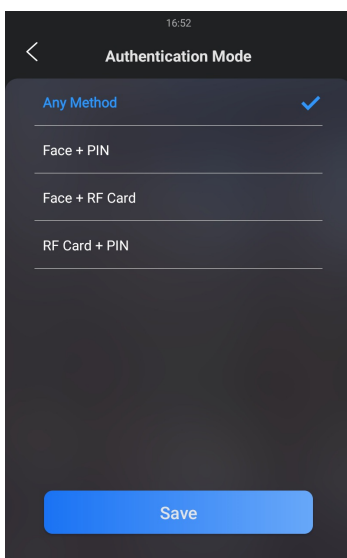 16:52
Authentication Mode
Any Method
Face + PIN
Face + RF Card
RF Card + PIN
Save